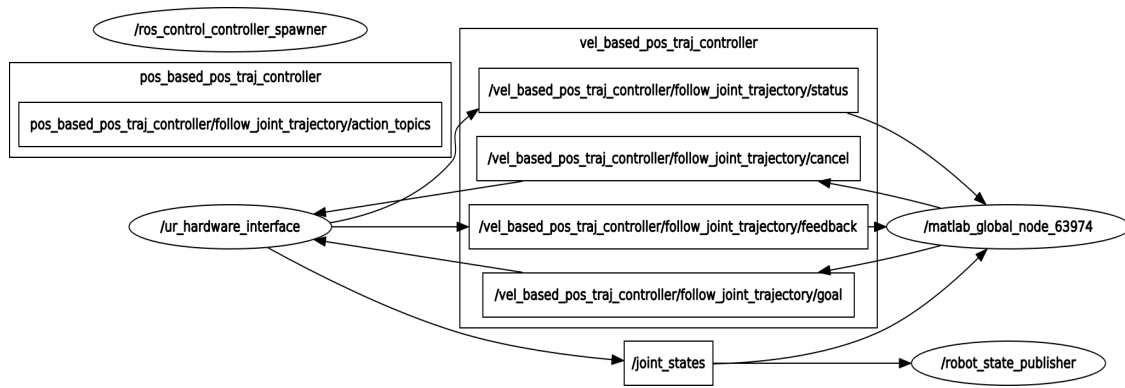 /ros_control_controller_spawner
vel_based_pos_traj_controller
pos_based_pos_traj_controller
/vel_based_pos_traj_controller/follow_joint_trajectory/status
pos_based_pos_traj_controller/follow_joint_trajectory/action_topics
/vel_based_pos_traj_controller/follow_joint_trajectory/cancel
/ur_hardware_interface
/vel_based_pos_traj_controller/follow_joint_trajectory/feedback
/matlab_global_node_63974
/vel_based_pos_traj_controller/follow_joint_trajectory/goal
/joint_states
/robot_state_publisher